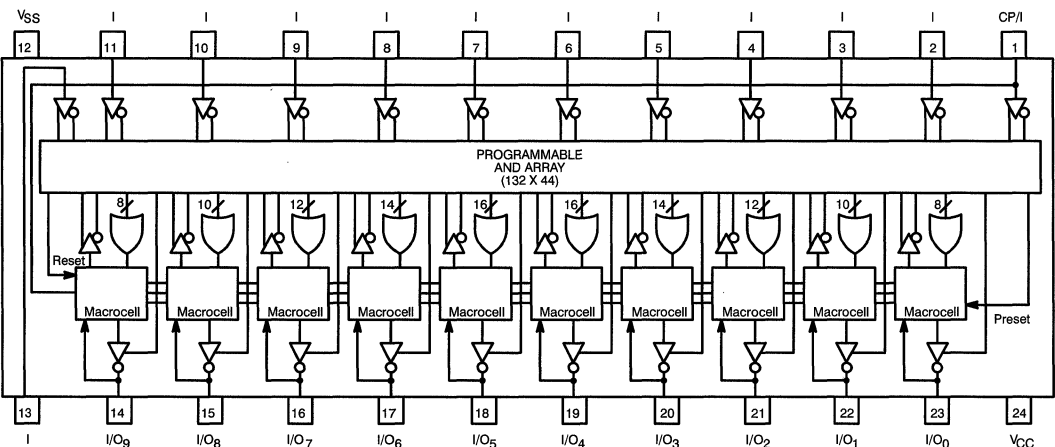 VSS I I I I I I I I I I CP/I
12 11 10 9 8 7 6 5 4 3 2 1
PROGRAMMABLE
AND ARRAY
(132 X 44)
8 10 12 14 16 16 14 12 10 8
Reset
Macrocell Macrocell Macrocell Macrocell Macrocell Macrocell Macrocell Macrocell Macrocell Macrocell
Preset
13 14 15 16 17 18 19 20 21 22 23 24
I I/O9 I/O8 I/O7 I/O6 I/O5 I/O4 I/O3 I/O2 I/O1 I/O0 VCC